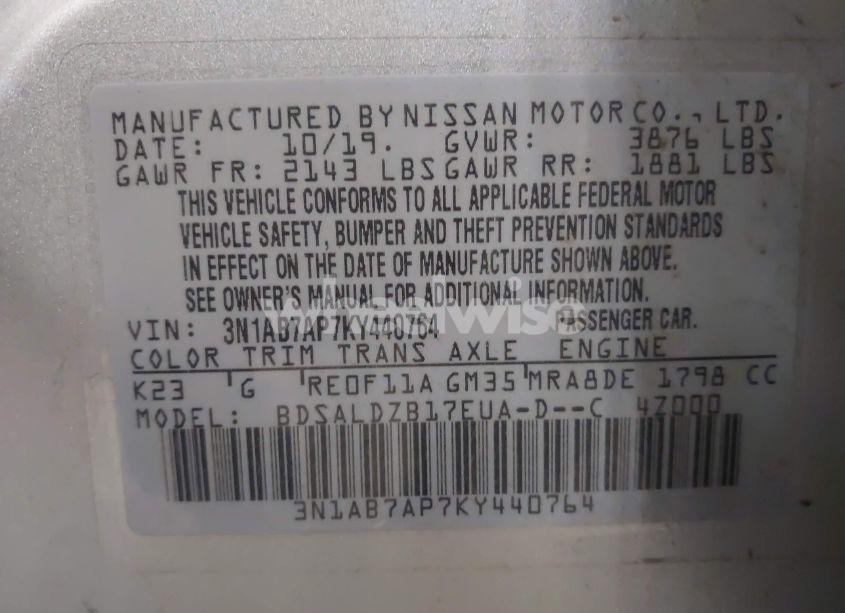 MANUFACTURED BY NISSAN MOTOR CO., LTD.
DATE: 10/19. GVWR: 3876 LBS
GAWR FR: 2143 LBS GAWR RR: 1881 LBS
THIS VEHICLE CONFORMS TO ALL APPLICABLE FEDERAL MOTOR
VEHICLE SAFETY, BUMPER AND THEFT PREVENTION STANDARDS
IN EFFECT ON THE DATE OF MANUFACTURE SHOWN ABOVE.
SEE OWNER'S MANUAL FOR ADDITIONAL INFORMATION.
wheelwise
VIN: 3N1AB7AP7KY440764 PASSENGER CAR.
COLOR TRIM TRANS AXLE ENGINE
K23 G RE0F11A GM35 MRA8DE 1798 CC
MODEL: BDSALDZB17EUA-D--C 4Z000
3N1AB7AP7KY440764